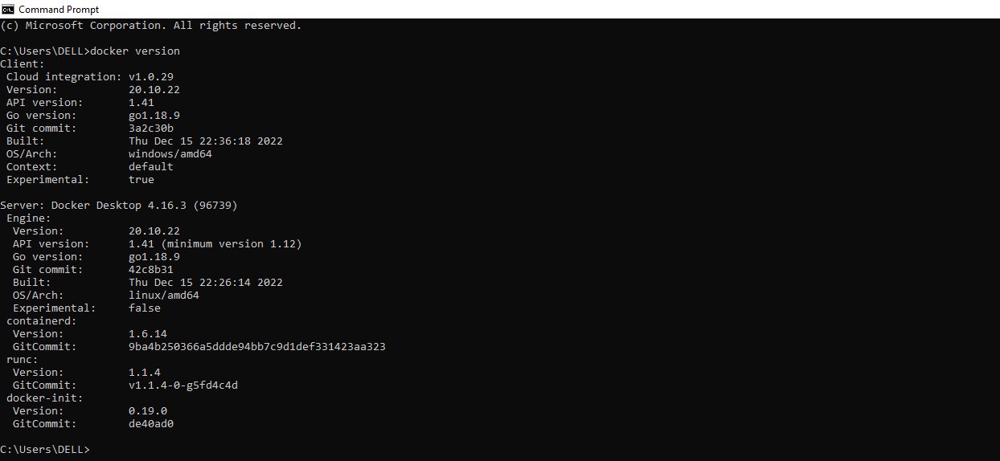 Command Prompt
(c) Microsoft Corporation. All rights reserved.
C:\Users\DELL>docker version
Client:
 Cloud integration: v1.0.29
 Version:           20.10.22
 API version:       1.41
 Go version:        go1.18.9
 Git commit:        3a2c30b
 Built:             Thu Dec 15 22:36:18 2022
 OS/Arch:           windows/amd64
 Context:           default
 Experimental:      true
Server: Docker Desktop 4.16.3 (96739)
 Engine:
  Version:          20.10.22
  API version:      1.41 (minimum version 1.12)
  Go version:       go1.18.9
  Git commit:       42c8b31
  Built:            Thu Dec 15 22:26:14 2022
  OS/Arch:          linux/amd64
  Experimental:     false
 containerd:
  Version:          1.6.14
  GitCommit:        9ba4b250366a5ddde94bb7c9d1def331423aa323
 runc:
  Version:          1.1.4
  GitCommit:        v1.1.4-0-g5fd4c4d
 docker-init:
  Version:          0.19.0
  GitCommit:        de40ad0
C:\Users\DELL>